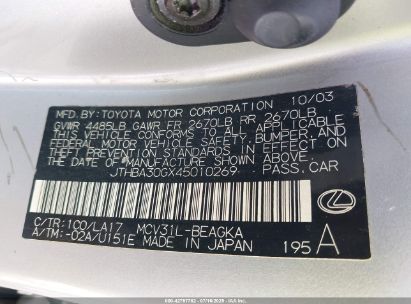 MFD. BY: TOYOTA MOTOR CORPORATION 10/03
GVWR 4485LB GAWR FR 2670LB RR 2670LB
THIS VEHICLE CONFORMS TO ALL APPLICABLE
FEDERAL MOTOR VEHICLE SAFETY, BUMPER, AND
THEFT PREVENTION STANDARDS IN EFFECT ON
THE DATE OF MANUFACTURE SHOWN ABOVE.
JTHBA30GX45010269 PASS.CAR
C/TR:1C0/LA17 MCV31L-BEAGKA
A/TM:-02A/U151E MADE IN JAPAN 195A